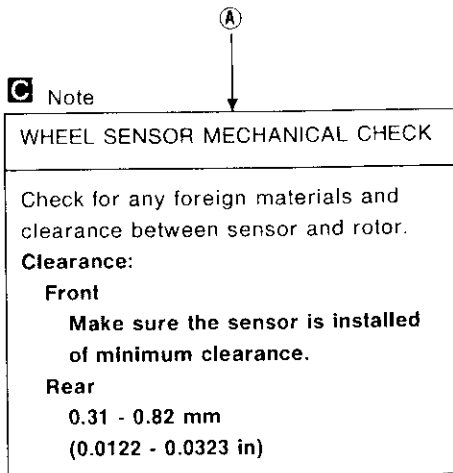 A
C Note
WHEEL SENSOR MECHANICAL CHECK
Check for any foreign materials and
clearance between sensor and rotor.
Clearance:
Front
Make sure the sensor is installed
of minimum clearance.
Rear
0.31 - 0.82 mm
(0.0122 - 0.0323 in)